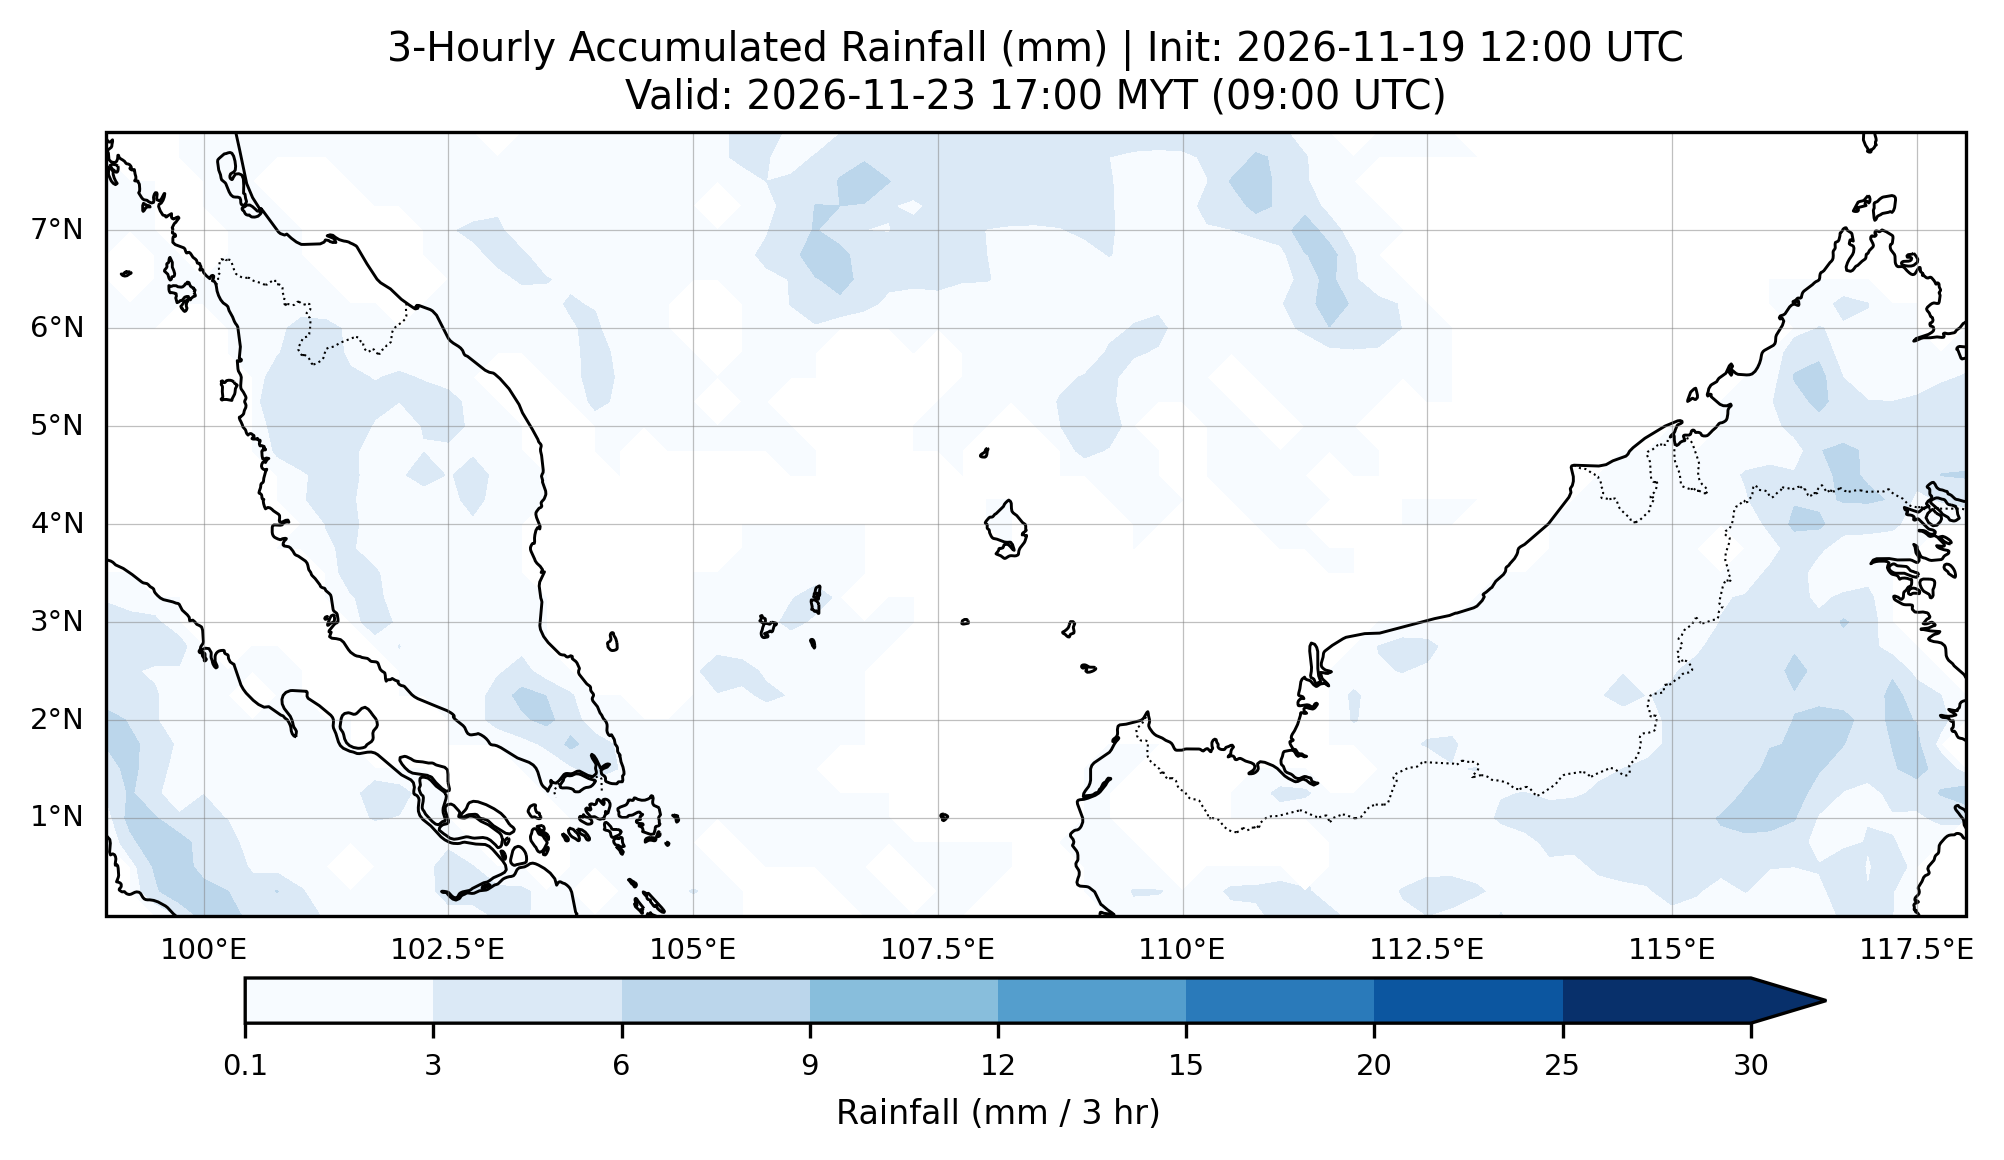 3-Hourly Accumulated Rainfall (mm) | Init: 2026-11-19 12:00 UTC
Valid: 2026-11-23 17:00 MYT (09:00 UTC)
7°N
6°N
5°N
4°N
3°N
2°N
1°N
100°E 102.5°E 105°E 107.5°E 110°E 112.5°E 115°E 117.5°E
0.1 3 6 9 12 15 20 25 30
Rainfall (mm / 3 hr)